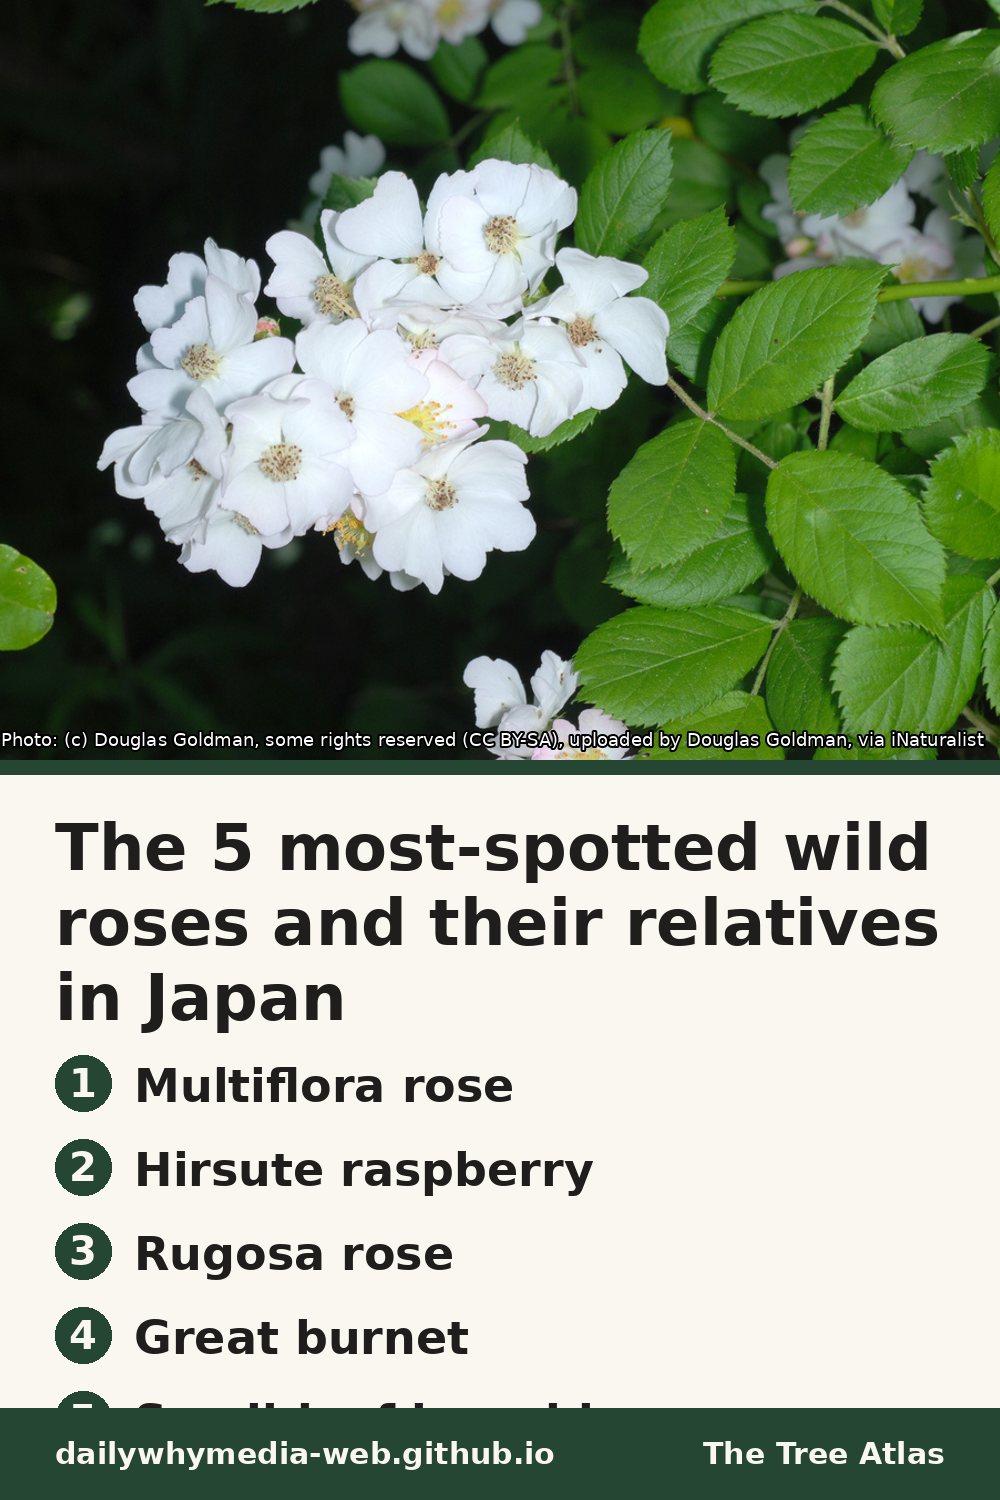 Photo: (c) Douglas Goldman, some rights reserved (CC BY-SA), uploaded by Douglas Goldman, via iNaturalist
The 5 most-spotted wild
roses and their relatives
in Japan
1 Multiflora rose
2 Hirsute raspberry
3 Rugosa rose
4 Great burnet
dailywhymedia-web.github.io The Tree Atlas